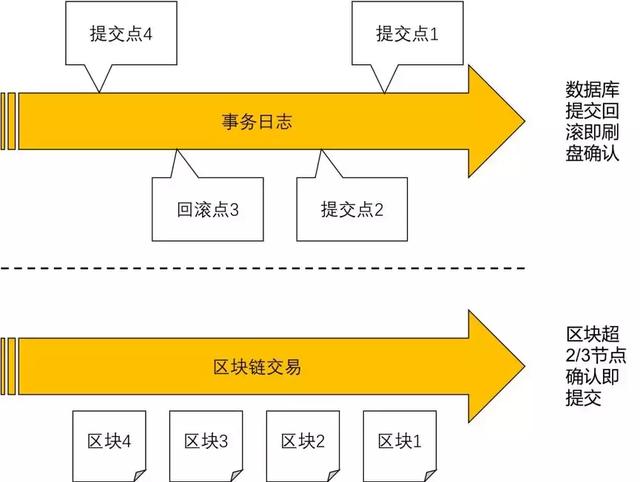 提交点4
提交点1
事务日志
数据库
提交回
滚即刷
盘确认
回滚点3
提交点2
区块链交易
区块超
2/3节点
确认即
提交
区块4
区块3
区块2
区块1